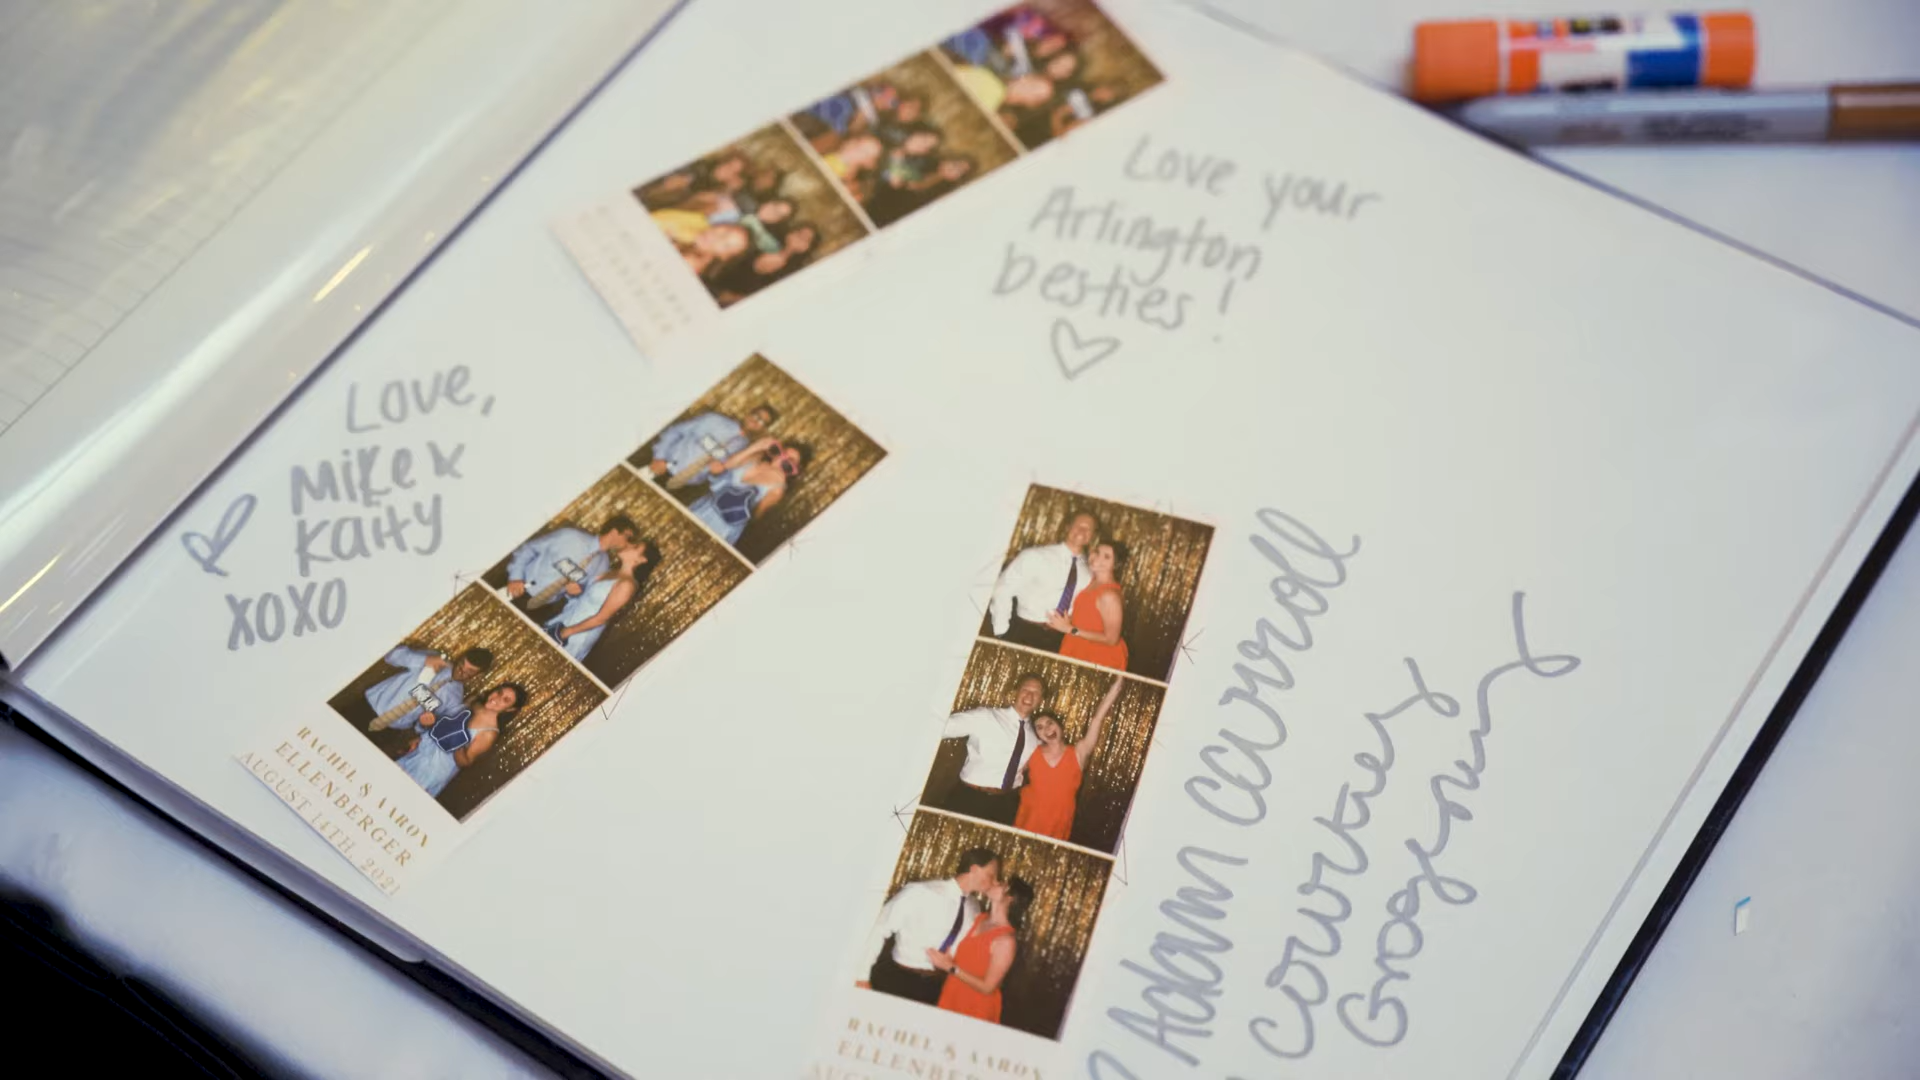 Love your
Arlington
besties!
Love,
Mike &
Kaity
XOXO
RACHEL & AARON
ELLENBERGER
AUGUST 14TH, 2021
Adam Carroll
Courtney
RACHEL & AARON